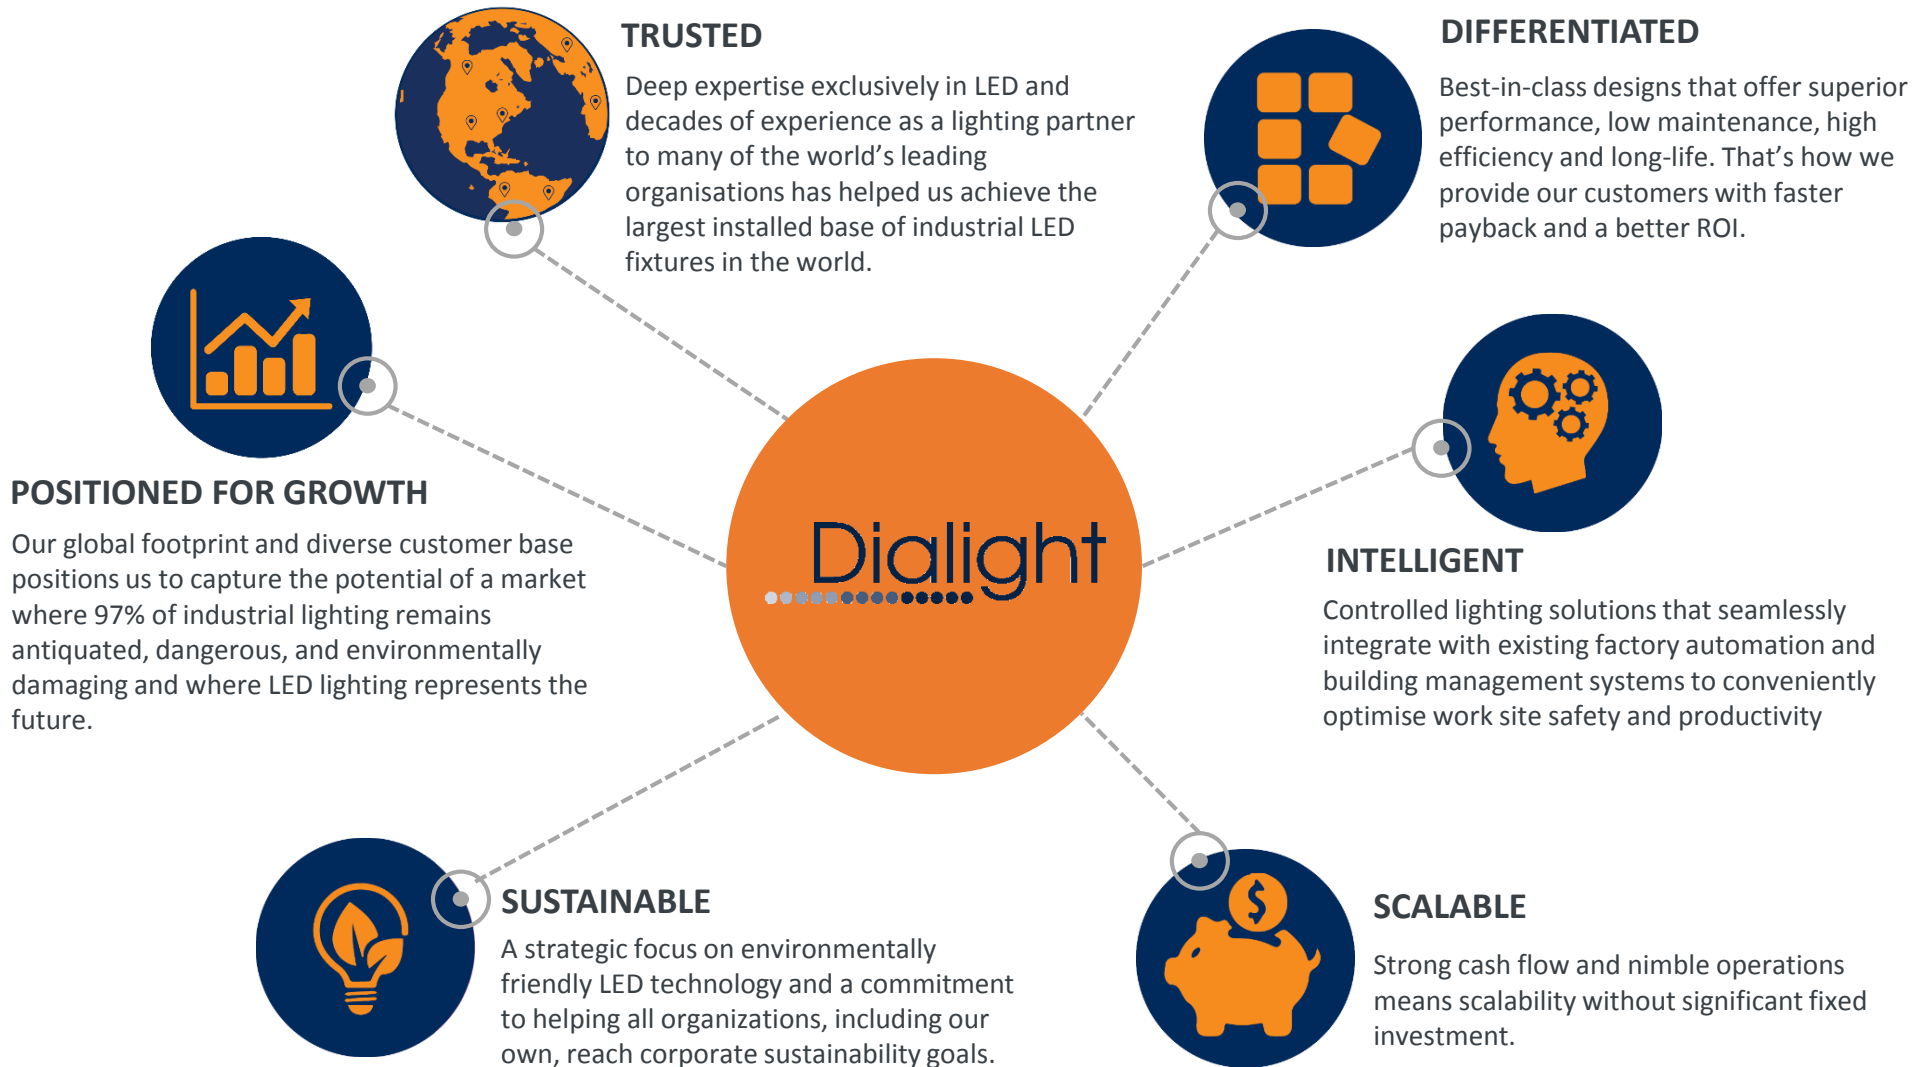 TRUSTED
Deep expertise exclusively in LED and
decades of experience as a lighting partner
to many of the world's leading
organisations has helped us achieve the
largest installed base of industrial LED
fixtures in the world.
DIFFERENTIATED
Best-in-class designs that offer superior
performance, low maintenance, high
efficiency and long-life. That's how we
provide our customers with faster
payback and a better ROI.
POSITIONED FOR GROWTH
Our global footprint and diverse customer base
positions us to capture the potential of a market
where 97% of industrial lighting remains
antiquated, dangerous, and environmentally
damaging and where LED lighting represents the
future.
Dialight
INTELLIGENT
Controlled lighting solutions that seamlessly
integrate with existing factory automation and
building management systems to conveniently
optimise work site safety and productivity
SUSTAINABLE
A strategic focus on environmentally
friendly LED technology and a commitment
to helping all organizations, including our
own, reach corporate sustainability goals.
$
SCALABLE
Strong cash flow and nimble operations
means scalability without significant fixed
investment.